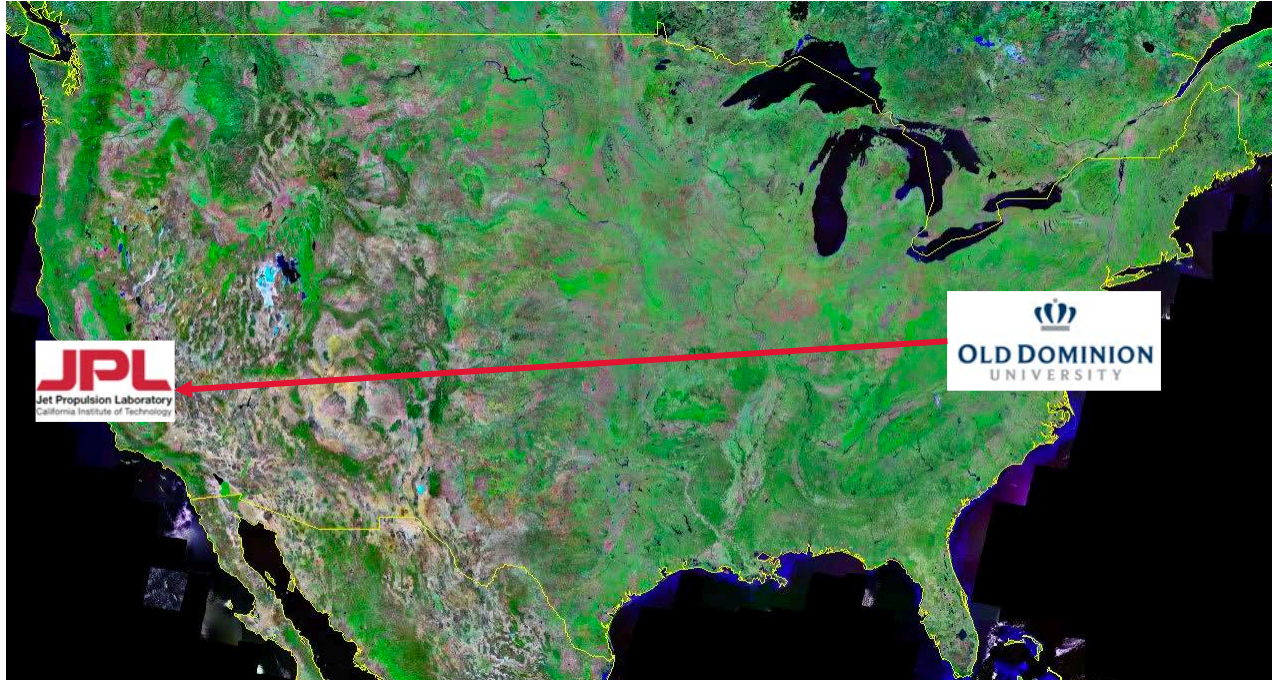 OLD DOMINION
UNIVERSITY
JPL
Jet Propulsion Laboratory
California Institute of Technology